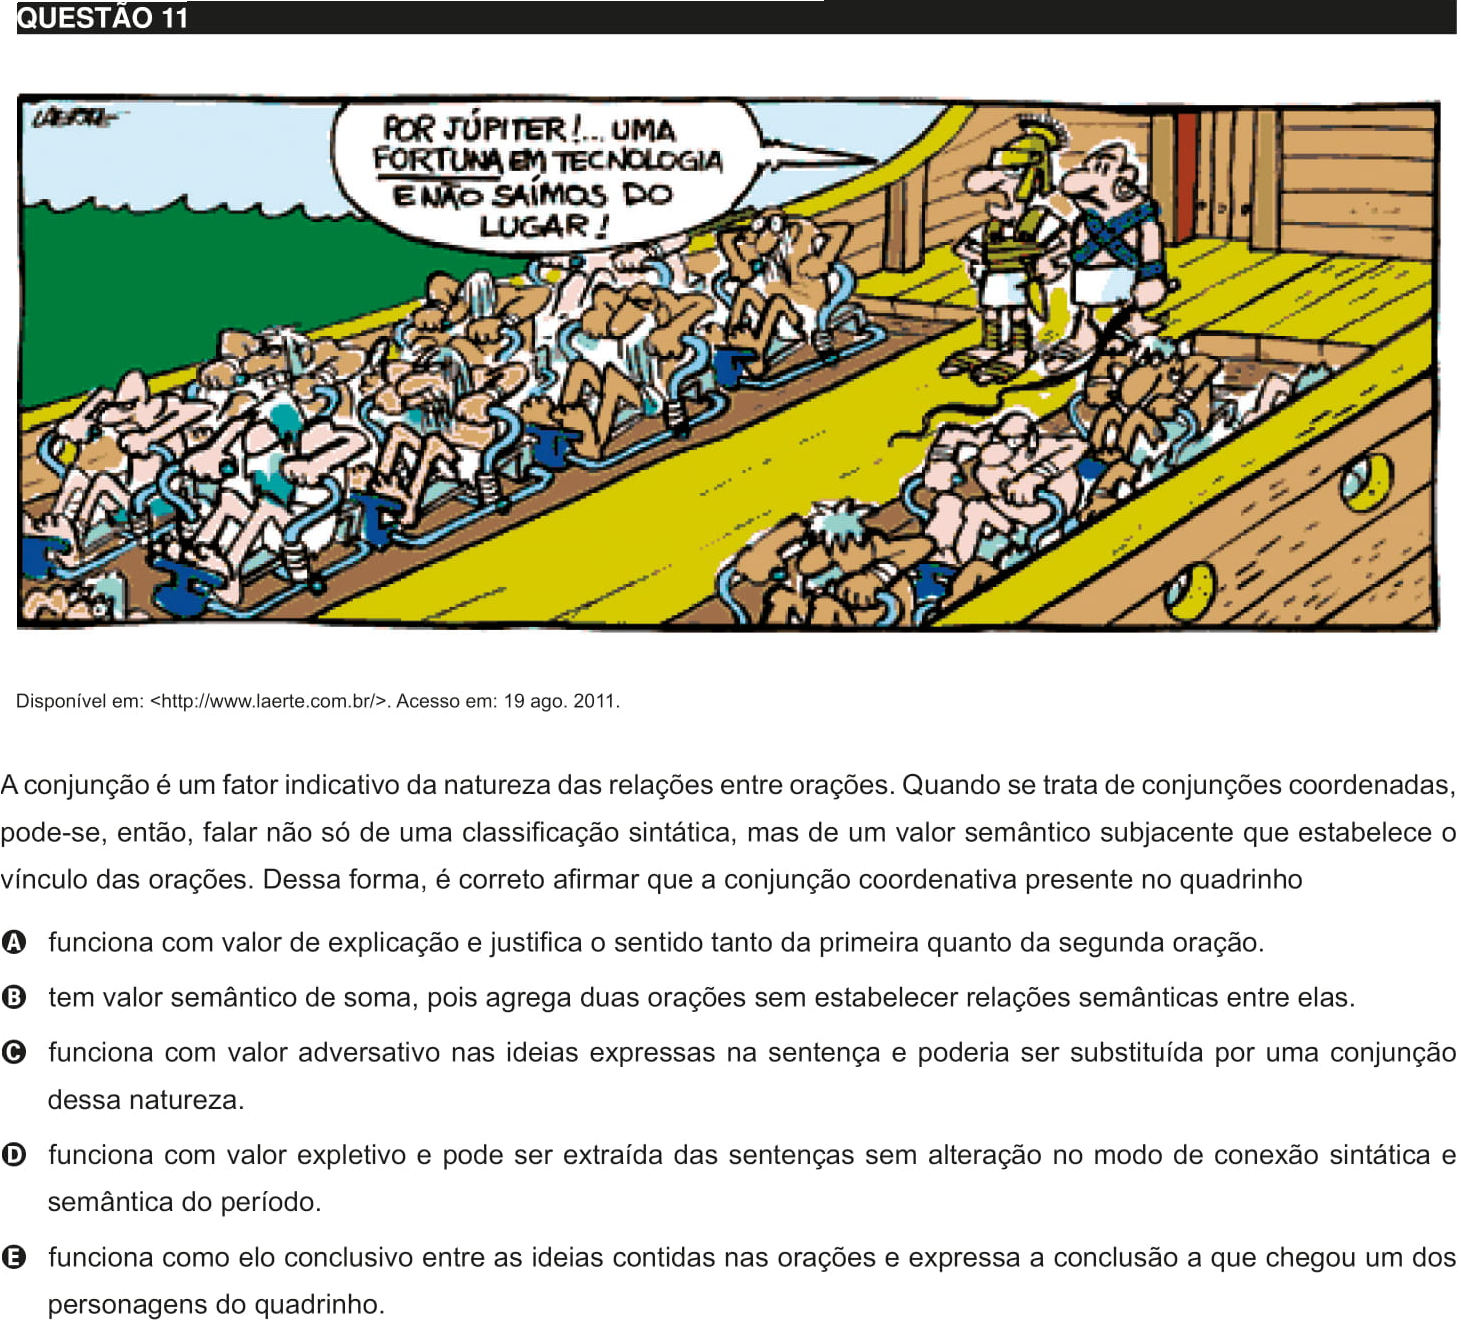 QUESTÃO 11
LAERTE
POR JÚPITER!... UMA
FORTUNA EM TECNOLOGIA
E NÃO SAÍMOS DO
LUGAR!
Disponível em: <http://www.laerte.com.br/>. Acesso em: 19 ago. 2011.
A conjunção é um fator indicativo da natureza das relações entre orações. Quando se trata de conjunções coordenadas,
pode-se, então, falar não só de uma classificação sintática, mas de um valor semântico subjacente que estabelece o
vínculo das orações. Dessa forma, é correto afirmar que a conjunção coordenativa presente no quadrinho
A funciona com valor de explicação e justifica o sentido tanto da primeira quanto da segunda oração.
B tem valor semântico de soma, pois agrega duas orações sem estabelecer relações semânticas entre elas.
C funciona com valor adversativo nas ideias expressas na sentença e poderia ser substituída por uma conjunção
dessa natureza.
D funciona com valor expletivo e pode ser extraída das sentenças sem alteração no modo de conexão sintática e
semântica do período.
E funciona como elo conclusivo entre as ideias contidas nas orações e expressa a conclusão a que chegou um dos
personagens do quadrinho.